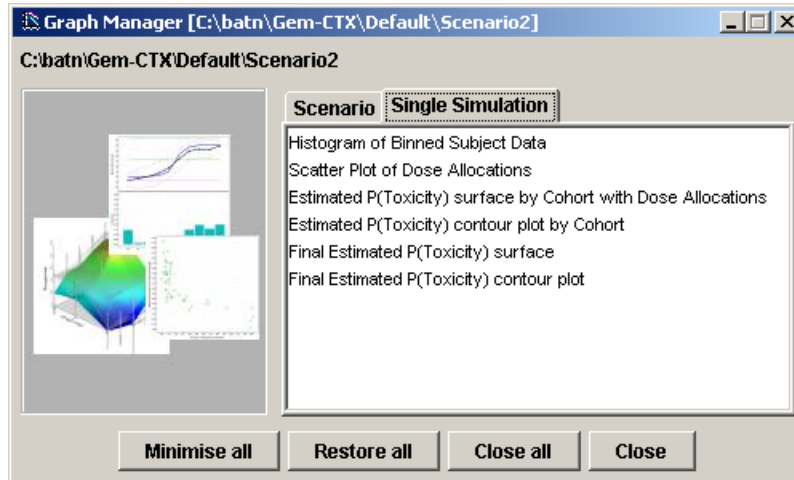 Graph Manager [C:\batn\Gem-CTX\Default\Scenario2]
C:\batn\Gem-CTX\Default\Scenario2
Scenario
Single Simulation
Histogram of Binned Subject Data
Scatter Plot of Dose Allocations
Estimated P(Toxicity) surface by Cohort with Dose Allocations
Estimated P(Toxicity) contour plot by Cohort
Final Estimated P(Toxicity) surface
Final Estimated P(Toxicity) contour plot
Minimise all
Restore all
Close all
Close